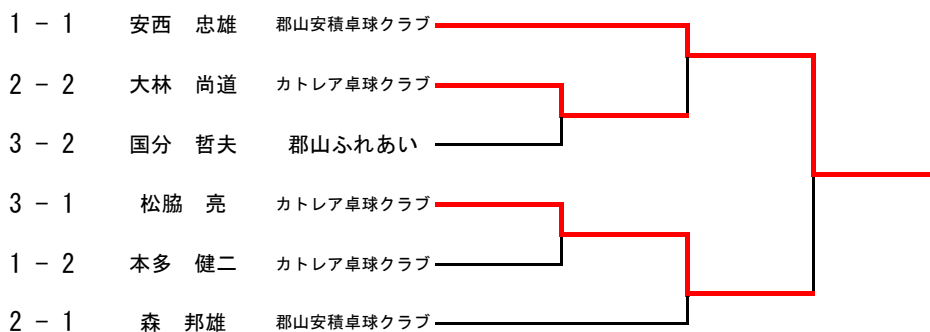 1 － 1 安西　忠雄 郡山安積卓球クラブ
2 － 2 大林　尚道 カトレア卓球クラブ
3 － 2 国分　哲夫 郡山ふれあい
3 － 1 松脇　亮 カトレア卓球クラブ
1 － 2 本多　健二 カトレア卓球クラブ
2 － 1 森　邦雄 郡山安積卓球クラブ